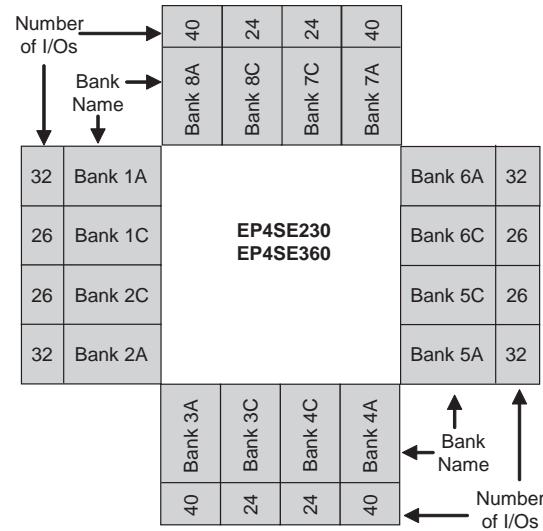 Number
of I/Os
40
24
24
40
Bank
Name
Bank 8A
Bank 8C
Bank 7C
Bank 7A
32
Bank 1A
26
Bank 1C
26
Bank 2C
32
Bank 2A
EP4SE230
EP4SE360
Bank 6A
32
Bank 6C
26
Bank 5C
26
Bank 5A
32
Bank 3A
Bank 3C
Bank 4C
Bank 4A
40
24
24
40
Bank
Name
Number
of I/Os